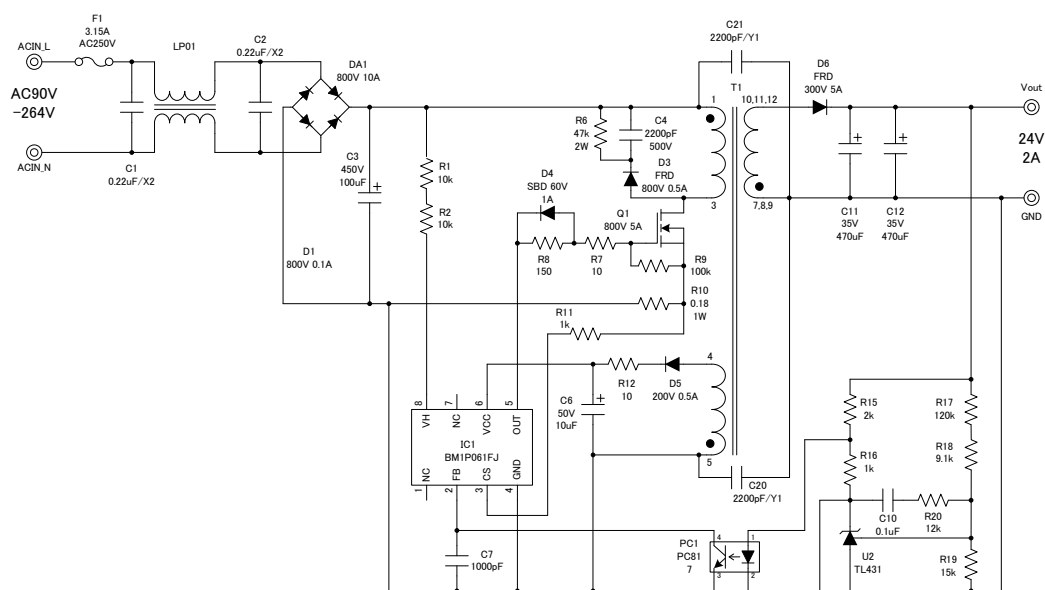 F1
3.15A
AC250V
ACIN_L
AC90V
-264V
ACIN_N
LP01
C1
0.22uF/X2
C2
0.22uF/X2
DA1
800V 10A
C3
450V
100uF
D1
800V 0.1A
R1
10k
R2
10k
D4
SBD 60V
1A
R8
150
R7
10
Q1
800V 5A
R6
47k
2W
C4
2200pF
500V
D3
FRD
800V 0.5A
R9
100k
R10
0.18
1W
R11
1k
C21
2200pF/Y1
T1
1
10,11,12
3
7,8,9
D6
FRD
300V 5A
C11
35V
470uF
C12
35V
470uF
Vout
24V
2A
GND
4
5
D5
200V 0.5A
R12
10
C6
50V
10uF
C20
2200pF/Y1
8
7
6
5
VH
NC
VCC
OUT
IC1
BM1P061FJ
NC
FB
CS
GND
1
2
3
4
C7
1000pF
PC1
PC81
7
4
1
3
2
R15
2k
R16
1k
R17
120k
R18
9.1k
C10
0.1uF
R20
12k
U2
TL431
R19
15k